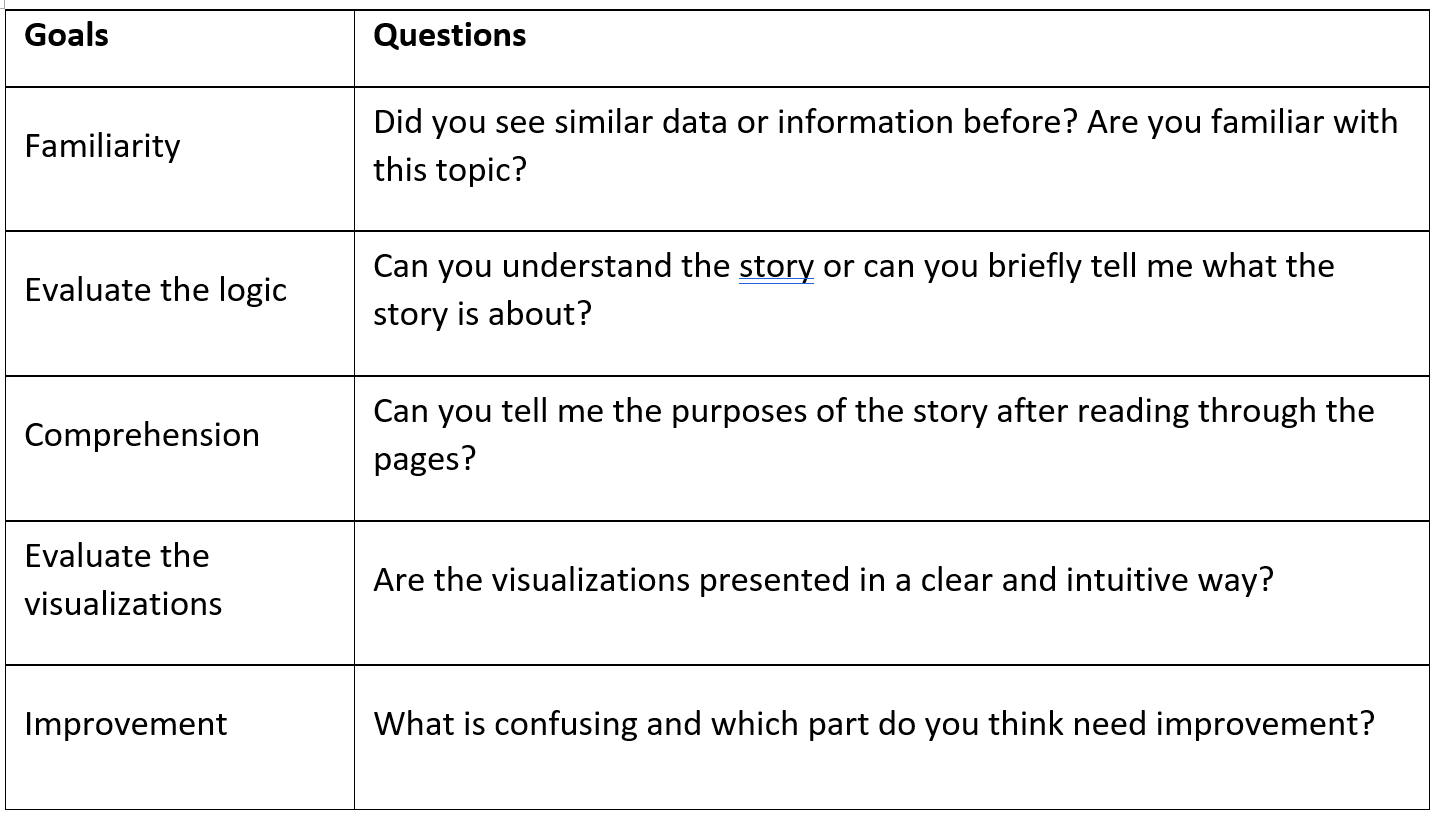 Goals
Questions
Familiarity
Did you see similar data or information before? Are you familiar with
this topic?
Evaluate the logic
Can you understand the story or can you briefly tell me what the
story is about?
Comprehension
Can you tell me the purposes of the story after reading through the
pages?
Evaluate the
visualizations
Are the visualizations presented in a clear and intuitive way?
Improvement
What is confusing and which part do you think need improvement?